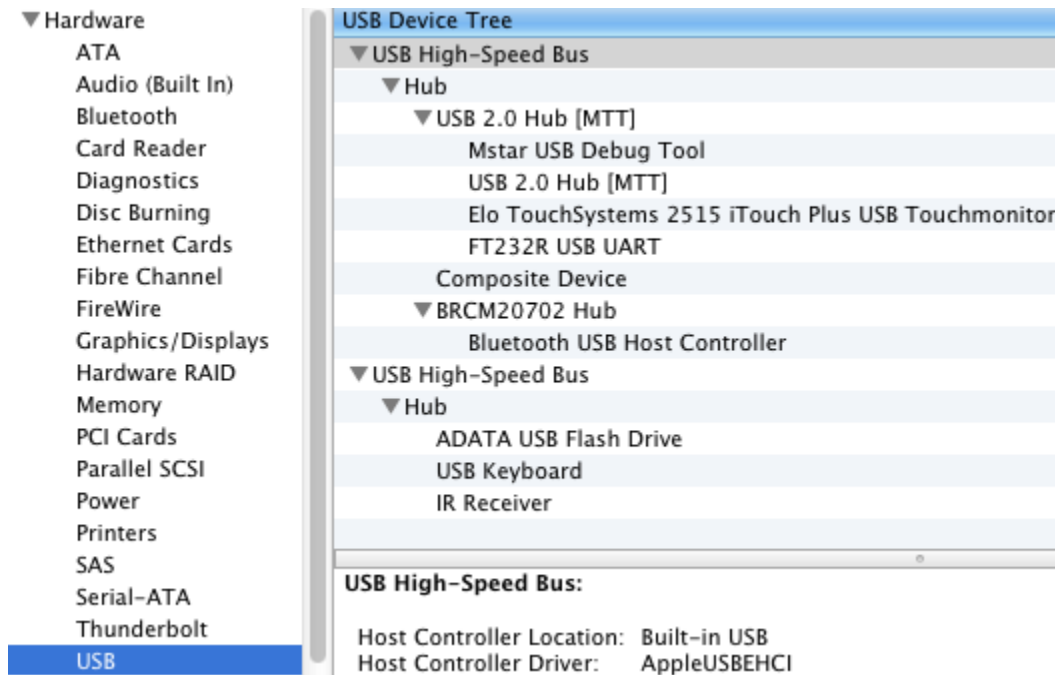 Hardware
ATA
Audio (Built In)
Bluetooth
Card Reader
Diagnostics
Disc Burning
Ethernet Cards
Fibre Channel
FireWire
Graphics/Displays
Hardware RAID
Memory
PCI Cards
Parallel SCSI
Power
Printers
SAS
Serial-ATA
Thunderbolt
USB
USB Device Tree
USB High-Speed Bus
Hub
USB 2.0 Hub [MTT]
Mstar USB Debug Tool
USB 2.0 Hub [MTT]
Elo TouchSystems 2515 iTouch Plus USB Touchmonitor
FT232R USB UART
Composite Device
BRCM20702 Hub
Bluetooth USB Host Controller
USB High-Speed Bus
Hub
ADATA USB Flash Drive
USB Keyboard
IR Receiver
USB High-Speed Bus:
Host Controller Location: Built-in USB
Host Controller Driver: AppleUSBEHCI